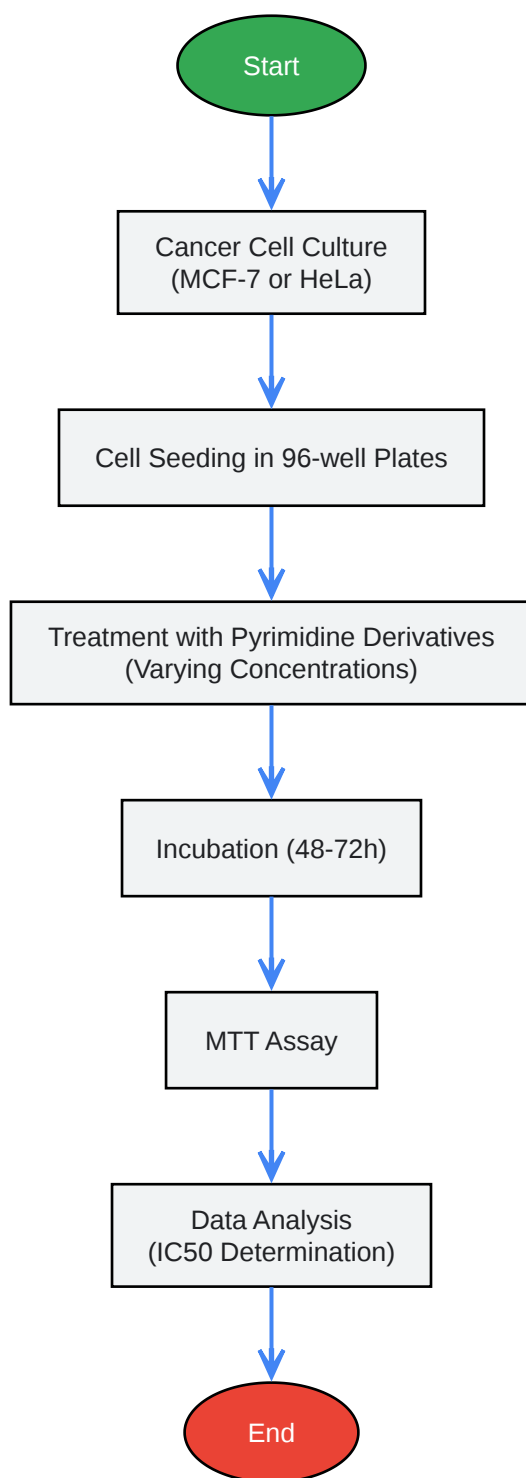 Start
Cancer Cell Culture
(MCF-7 or HeLa)
Cell Seeding in 96-well Plates
Treatment with Pyrimidine Derivatives
(Varying Concentrations)
Incubation (48-72h)
MTT Assay
Data Analysis
(IC50 Determination)
End